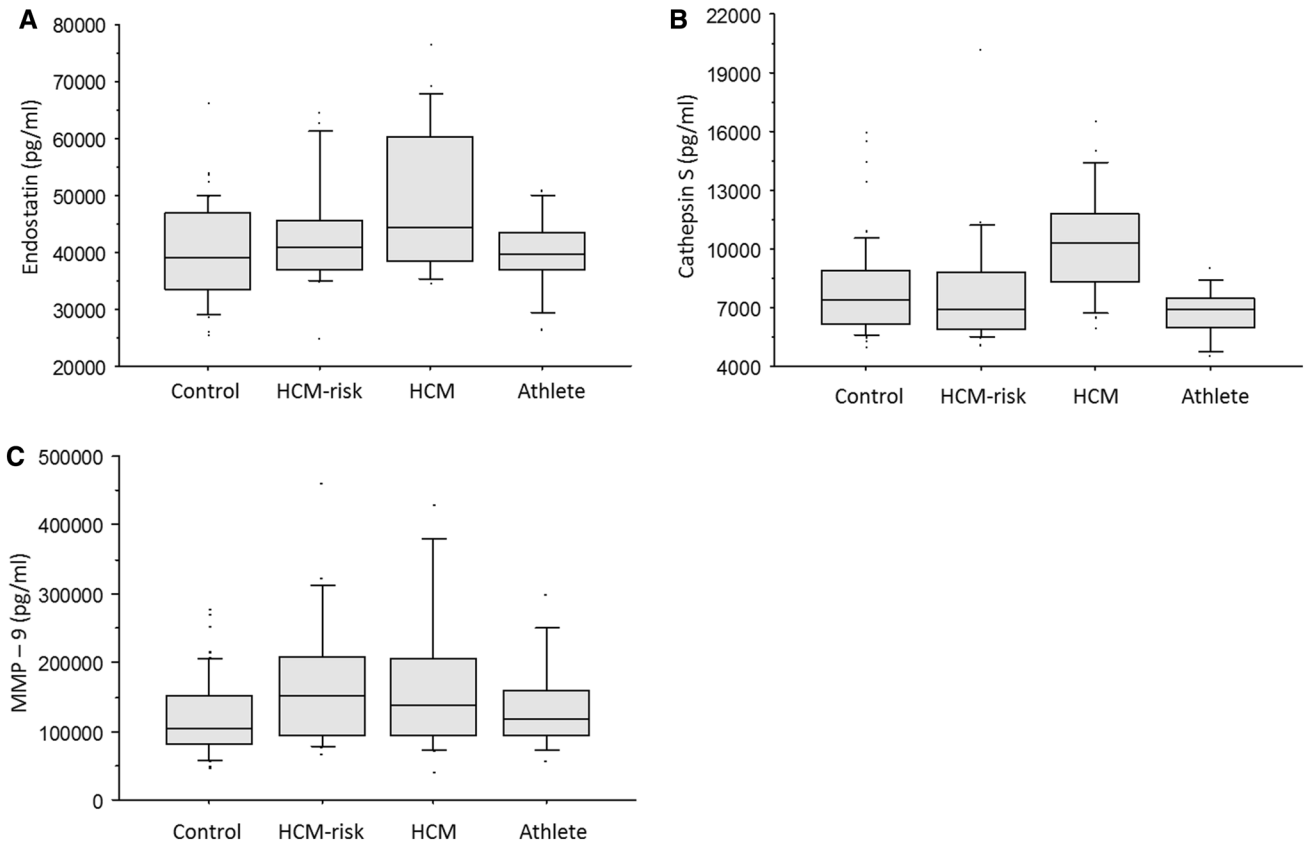 A
Endostatin (pg/ml)
80000
70000
60000
50000
40000
30000
20000
Control HCM-risk HCM Athlete
B
Cathepsin S (pg/ml)
22000
19000
16000
13000
10000
7000
4000
Control HCM-risk HCM Athlete
C
MMP – 9 (pg/ml)
500000
400000
300000
200000
100000
0
Control HCM-risk HCM Athlete